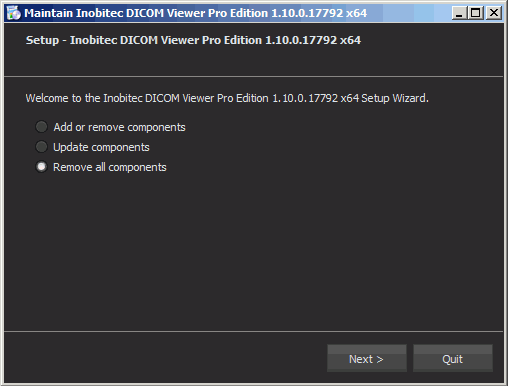 Maintain Inobitec DICOM Viewer Pro Edition 1.10.0.17792 x64
Setup - Inobitec DICOM Viewer Pro Edition 1.10.0.17792 x64
Welcome to the Inobitec DICOM Viewer Pro Edition 1.10.0.17792 x64 Setup Wizard.
Add or remove components
Update components
Remove all components
Next >
Quit